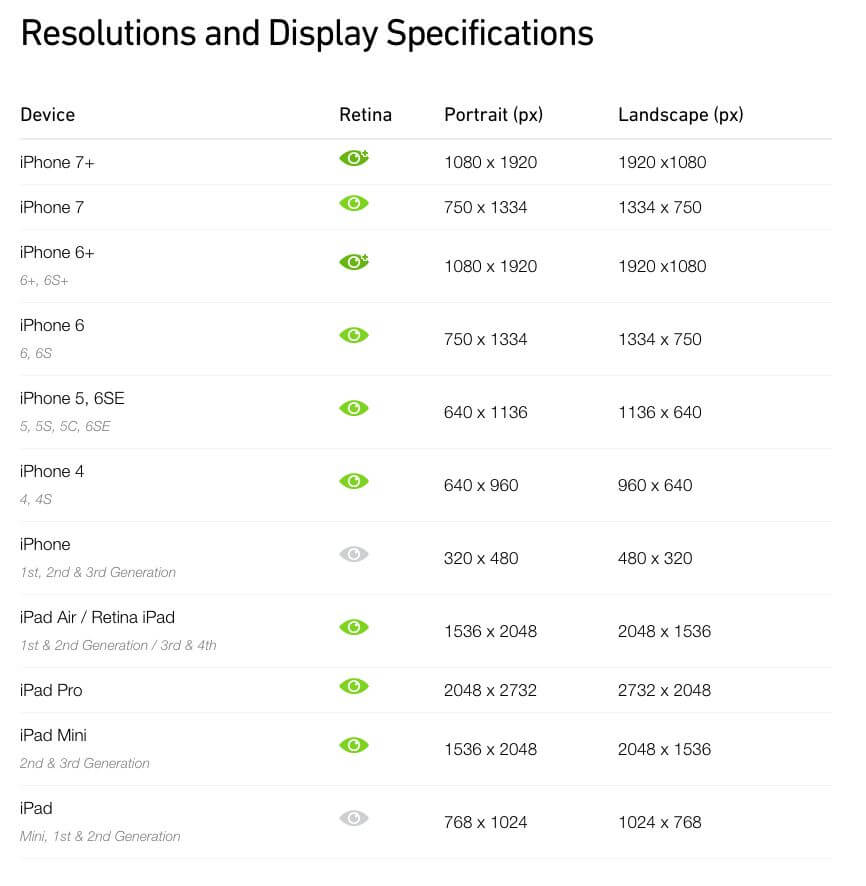 Resolutions and Display Specifications
Device Retina Portrait (px) Landscape (px)
iPhone 7+ 1080 x 1920 1920 x1080
iPhone 7 750 x 1334 1334 x 750
iPhone 6+ 1080 x 1920 1920 x1080
6+, 6S+
iPhone 6 750 x 1334 1334 x 750
6, 6S
iPhone 5, 6SE 640 x 1136 1136 x 640
5, 5S, 5C, 6SE
iPhone 4 640 x 960 960 x 640
4, 4S
iPhone 320 x 480 480 x 320
1st, 2nd & 3rd Generation
iPad Air / Retina iPad 1536 x 2048 2048 x 1536
1st & 2nd Generation / 3rd & 4th
iPad Pro 2048 x 2732 2732 x 2048
iPad Mini 1536 x 2048 2048 x 1536
2nd & 3rd Generation
iPad 768 x 1024 1024 x 768
Mini, 1st & 2nd Generation